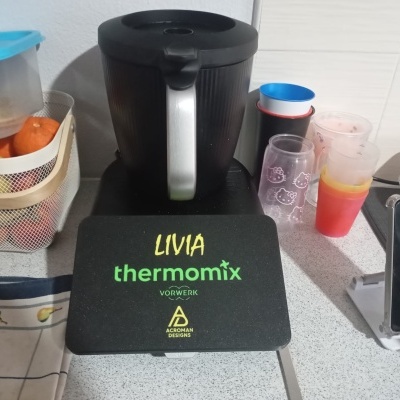 LIVIA
thermomix
VORWERK
ACROMAN
DESIGNS